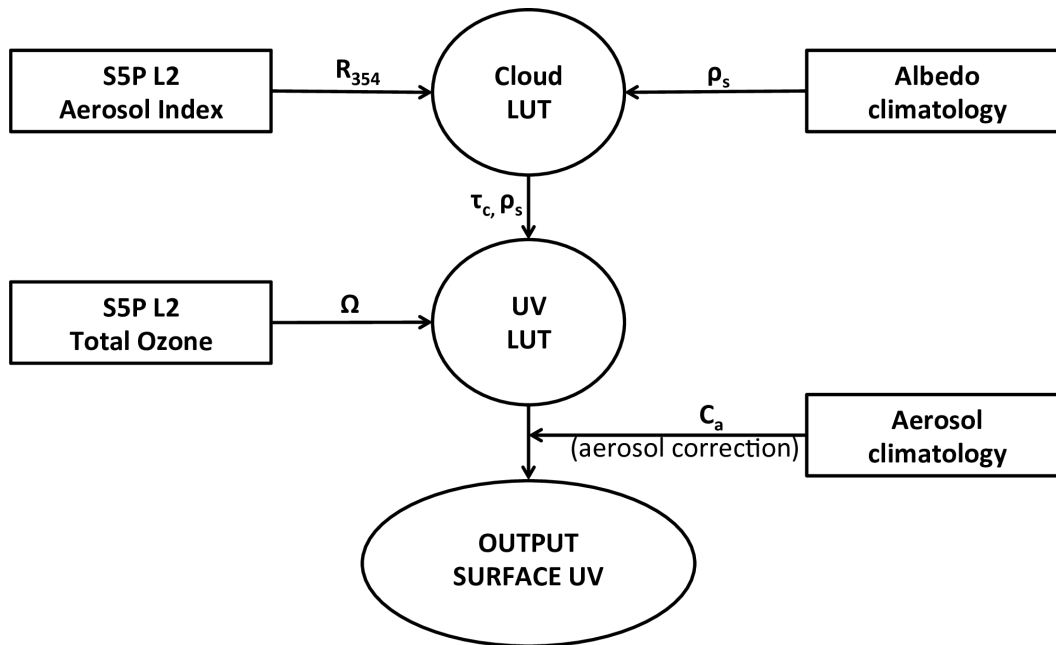 S5P L2
Aerosol Index
R354
Cloud
LUT
ρs
Albedo
climatology
τc, ρs
S5P L2
Total Ozone
Ω
UV
LUT
Ca
(aerosol correction)
Aerosol
climatology
OUTPUT
SURFACE UV